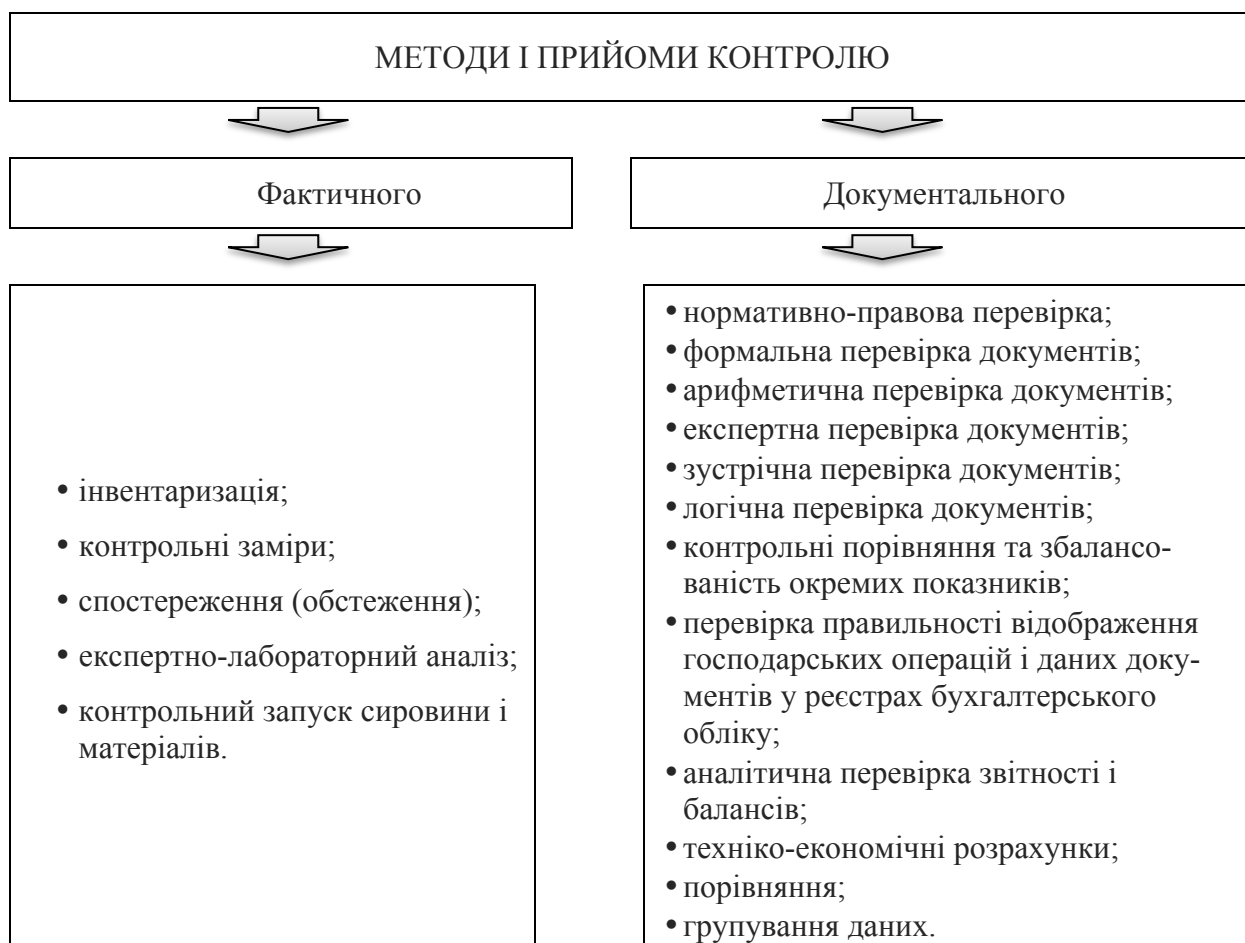 МЕТОДИ І ПРИЙОМИ КОНТРОЛЮ
Фактичного
Документального
• інвентаризація;
• контрольні заміри;
• спостереження (обстеження);
• експертно-лабораторний аналіз;
• контрольний запуск сировини і
матеріалів.
• нормативно-правова перевірка;
• формальна перевірка документів;
• арифметична перевірка документів;
• експертна перевірка документів;
• зустрічна перевірка документів;
• логічна перевірка документів;
• контрольні порівняння та збалансо-
ваність окремих показників;
• перевірка правильності відображення
господарських операцій і даних доку-
ментів у реєстрах бухгалтерського
обліку;
• аналітична перевірка звітності і
балансів;
• техніко-економічні розрахунки;
• порівняння;
• групування даних.